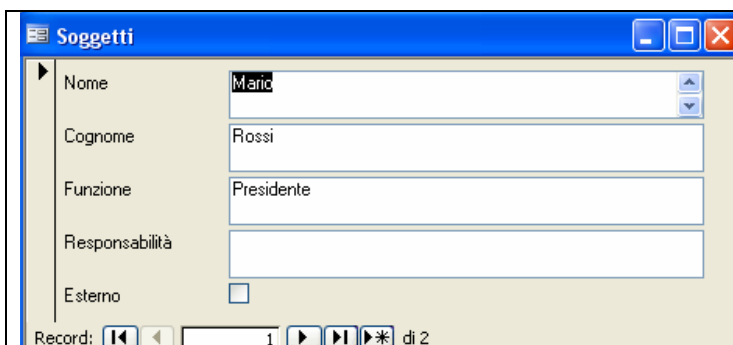 Soggetti
Nome Mario
Cognome Rossi
Funzione Presidente
Responsabilità
Esterno
Record: 1 di 2